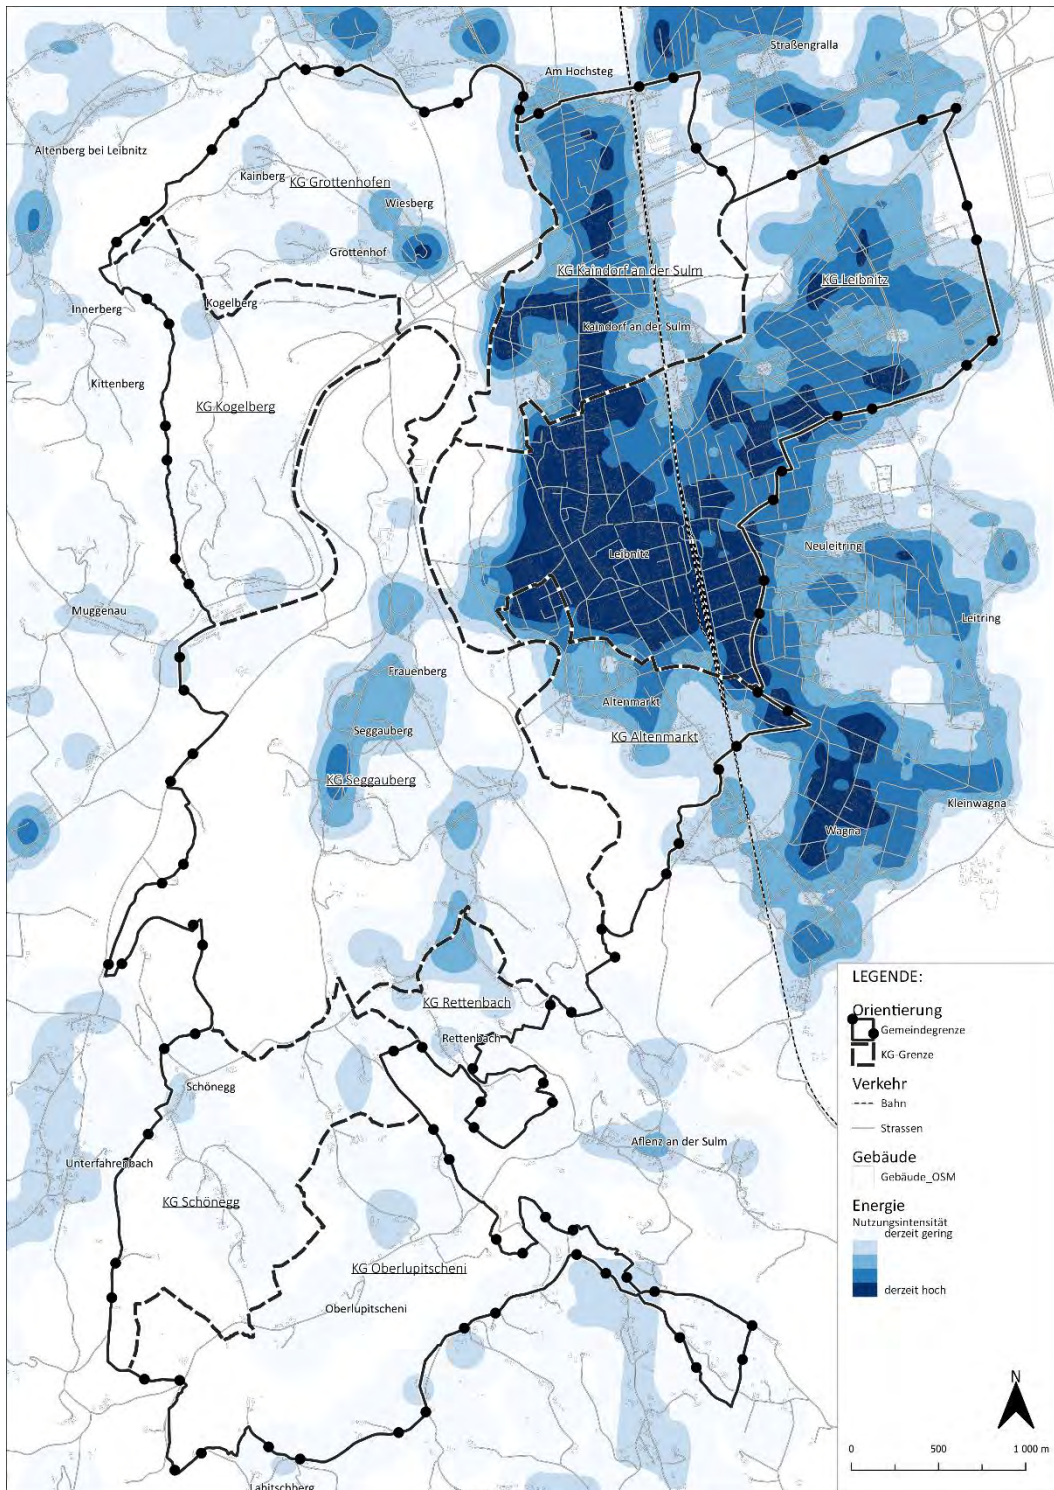 Straßengralla
Am Hochsteg
Altenberg bei Leibnitz
Kainberg
KG Grottenhofen
Wiesberg
Grottenhof
KG Kaindorf an der Sulm
KG Leibnitz
Innerberg
Kogelberg
Kaindorf an der Sulm
Kittenberg
KG Kogelberg
Leibnitz
Neuleitring
Muggenau
Leitring
Frauenberg
Altenmarkt
Seggauberg
KG Altenmarkt
KG Seggauberg
Kleinwagna
Wagna
KG Rettenbach
Rettenbach
Schönegg
Aflenz an der Sulm
Unterfahrenbach
KG Schönegg
KG Oberlupitscheni
Oberlupitscheni
Labitschberg
LEGENDE:
Orientierung
Gemeindegrenze
KG-Grenze
Verkehr
Bahn
Strassen
Gebäude
Gebäude_OSM
Energie
Nutzungsintensität
derzeit gering
derzeit hoch
N
0 500 1 000 m